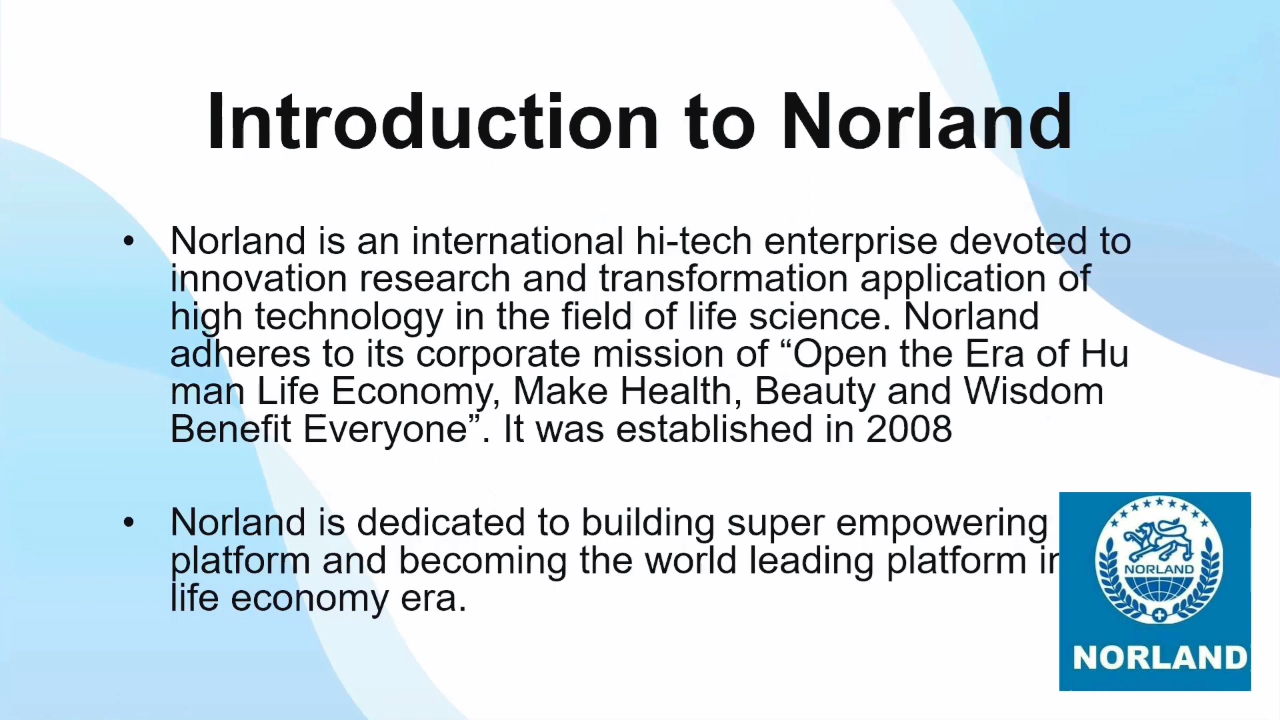 Introduction to Norland
• Norland is an international hi-tech enterprise devoted to
innovation research and transformation application of
high technology in the field of life science. Norland
adheres to its corporate mission of “Open the Era of Hu
man Life Economy, Make Health, Beauty and Wisdom
Benefit Everyone”. It was established in 2008
• Norland is dedicated to building super empowering
platform and becoming the world leading platform in
life economy era.
NORLAND
NORLAND